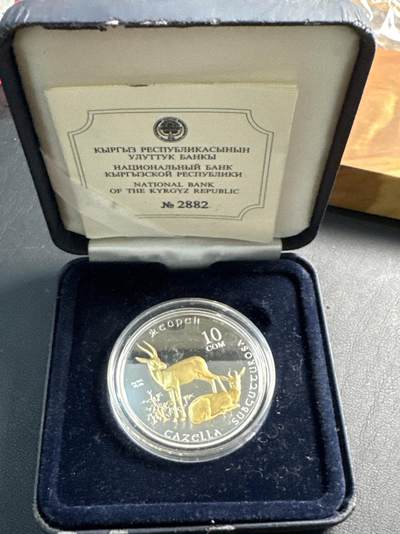 КЫРГЫЗ РЕСПУБЛИКАСЫНЫН
УЛУТТУК БАНКЫ
НАЦИОНАЛЬНЫЙ БАНК
КЫРГЫЗСКОЙ РЕСПУБЛИКИ
NATIONAL BANK
OF THE KYRGYZ REPUBLIC
№ 2882
ЖЕЙРЕН
10
СОМ
GAZELLA SUBGUTTUROSA